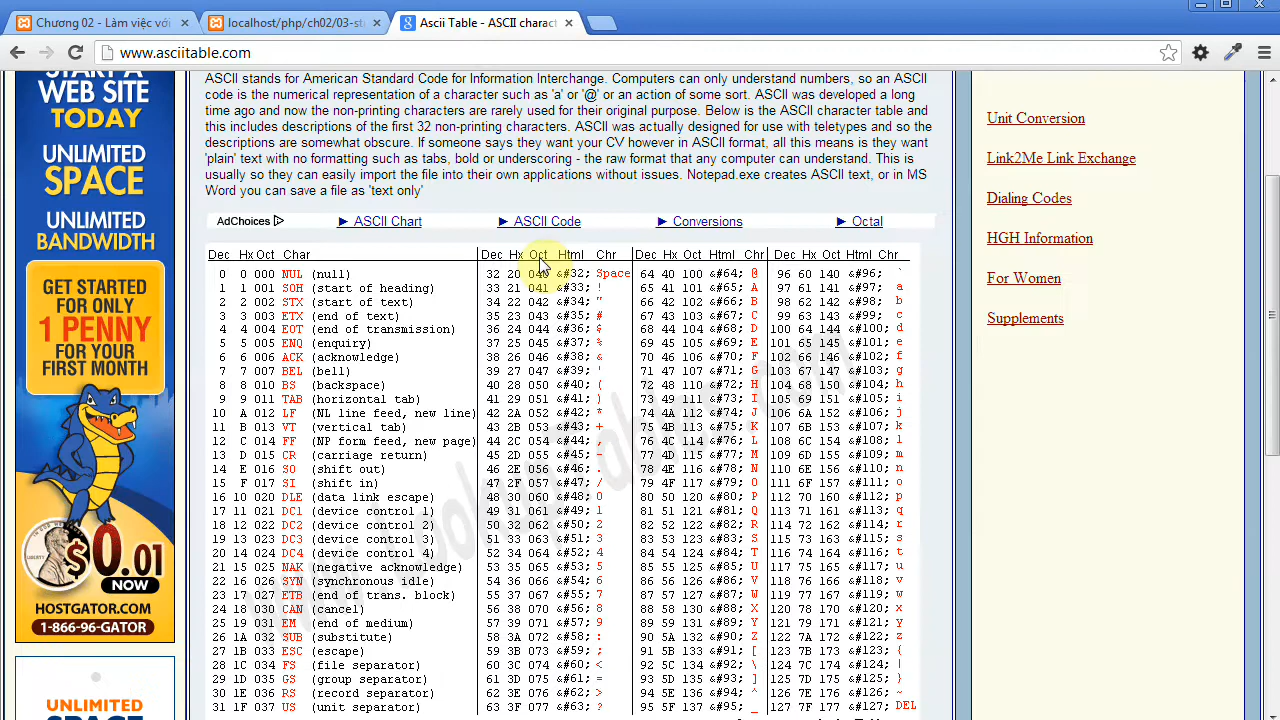 Chương 02 - Làm việc với
localhost/php/ch02/03-st
Ascii Table - ASCII charact
www.asciitable.com
START A
WEB SITE
TODAY
UNLIMITED
SPACE
UNLIMITED
BANDWIDTH
GET STARTED
FOR ONLY
1 PENNY
FOR YOUR
FIRST MONTH
$0.01
NOW
HOSTGATOR.COM
1-866-96-GATOR
UNLIMITED
SPACE
ASCII stands for American Standard Code for Information Interchange. Computers can only understand numbers, so an ASCII
code is the numerical representation of a character such as 'a' or '@' or an action of some sort. ASCII was developed a long
time ago and now the non-printing characters are rarely used for their original purpose. Below is the ASCII character table and
this includes descriptions of the first 32 non-printing characters. ASCII was actually designed for use with teletypes and so the
descriptions are somewhat obscure. If someone says they want your CV however in ASCII format, all this means is they want
'plain' text with no formatting such as tabs, bold or underscoring - the raw format that any computer can understand. This is
usually so they can easily import the file into their own applications without issues. Notepad.exe creates ASCII text, or in MS
Word you can save a file as 'text only'
AdChoices ► ASCII Chart ► ASCII Code ► Conversions ► Octal
Dec Hx Oct Char Dec Hx Oct Html Chr Dec Hx Oct Html Chr Dec Hx Oct Html Chr
0 0 000 NUL (null) 32 20 040 &#32; Space 64 40 100 &#64; @ 96 60 140 &#96; `
1 1 001 SOH (start of heading) 33 21 041 &#33; ! 65 41 101 &#65; A 97 61 141 &#97; a
2 2 002 STX (start of text) 34 22 042 &#34; " 66 42 102 &#66; B 98 62 142 &#98; b
3 3 003 ETX (end of text) 35 23 043 &#35; # 67 43 103 &#67; C 99 63 143 &#99; c
4 4 004 EOT (end of transmission) 36 24 044 &#36; $ 68 44 104 &#68; D 100 64 144 &#100; d
5 5 005 ENQ (enquiry) 37 25 045 &#37; % 69 45 105 &#69; E 101 65 145 &#101; e
6 6 006 ACK (acknowledge) 38 26 046 &#38; & 70 46 106 &#70; F 102 66 146 &#102; f
7 7 007 BEL (bell) 39 27 047 &#39; ' 71 47 107 &#71; G 103 67 147 &#103; g
8 8 010 BS (backspace) 40 28 050 &#40; ( 72 48 110 &#72; H 104 68 150 &#104; h
9 9 011 TAB (horizontal tab) 41 29 051 &#41; ) 73 49 111 &#73; I 105 69 151 &#105; i
10 A 012 LF (NL line feed, new line) 42 2A 052 &#42; * 74 4A 112 &#74; J 106 6A 152 &#106; j
11 B 013 VT (vertical tab) 43 2B 053 &#43; + 75 4B 113 &#75; K 107 6B 153 &#107; k
12 C 014 FF (NP form feed, new page) 44 2C 054 &#44; , 76 4C 114 &#76; L 108 6C 154 &#108; l
13 D 015 CR (carriage return) 45 2D 055 &#45; - 77 4D 115 &#77; M 109 6D 155 &#109; m
14 E 016 SO (shift out) 46 2E 056 &#46; . 78 4E 116 &#78; N 110 6E 156 &#110; n
15 F 017 SI (shift in) 47 2F 057 &#47; / 79 4F 117 &#79; O 111 6F 157 &#111; o
16 10 020 DLE (data link escape) 48 30 060 &#48; 0 80 50 120 &#80; P 112 70 160 &#112; p
17 11 021 DC1 (device control 1) 49 31 061 &#49; 1 81 51 121 &#81; Q 113 71 161 &#113; q
18 12 022 DC2 (device control 2) 50 32 062 &#50; 2 82 52 122 &#82; R 114 72 162 &#114; r
19 13 023 DC3 (device control 3) 51 33 063 &#51; 3 83 53 123 &#83; S 115 73 163 &#115; s
20 14 024 DC4 (device control 4) 52 34 064 &#52; 4 84 54 124 &#84; T 116 74 164 &#116; t
21 15 025 NAK (negative acknowledge) 53 35 065 &#53; 5 85 55 125 &#85; U 117 75 165 &#117; u
22 16 026 SYN (synchronous idle) 54 36 066 &#54; 6 86 56 126 &#86; V 118 76 166 &#118; v
23 17 027 ETB (end of trans. block) 55 37 067 &#55; 7 87 57 127 &#87; W 119 77 167 &#119; w
24 18 030 CAN (cancel) 56 38 070 &#56; 8 88 58 130 &#88; X 120 78 170 &#120; x
25 19 031 EM (end of medium) 57 39 071 &#57; 9 89 59 131 &#89; Y 121 79 171 &#121; y
26 1A 032 SUB (substitute) 58 3A 072 &#58; : 90 5A 132 &#90; Z 122 7A 172 &#122; z
27 1B 033 ESC (escape) 59 3B 073 &#59; ; 91 5B 133 &#91; [ 123 7B 173 &#123; {
28 1C 034 FS (file separator) 60 3C 074 &#60; < 92 5C 134 &#92; \ 124 7C 174 &#124; |
29 1D 035 GS (group separator) 61 3D 075 &#61; = 93 5D 135 &#93; ] 125 7D 175 &#125; }
30 1E 036 RS (record separator) 62 3E 076 &#62; > 94 5E 136 &#94; ^ 126 7E 176 &#126; ~
31 1F 037 US (unit separator) 63 3F 077 &#63; ? 95 5F 137 &#95; _ 127 7F 177 &#127; DEL
Unit Conversion
Link2Me Link Exchange
Dialing Codes
HGH Information
For Women
Supplements